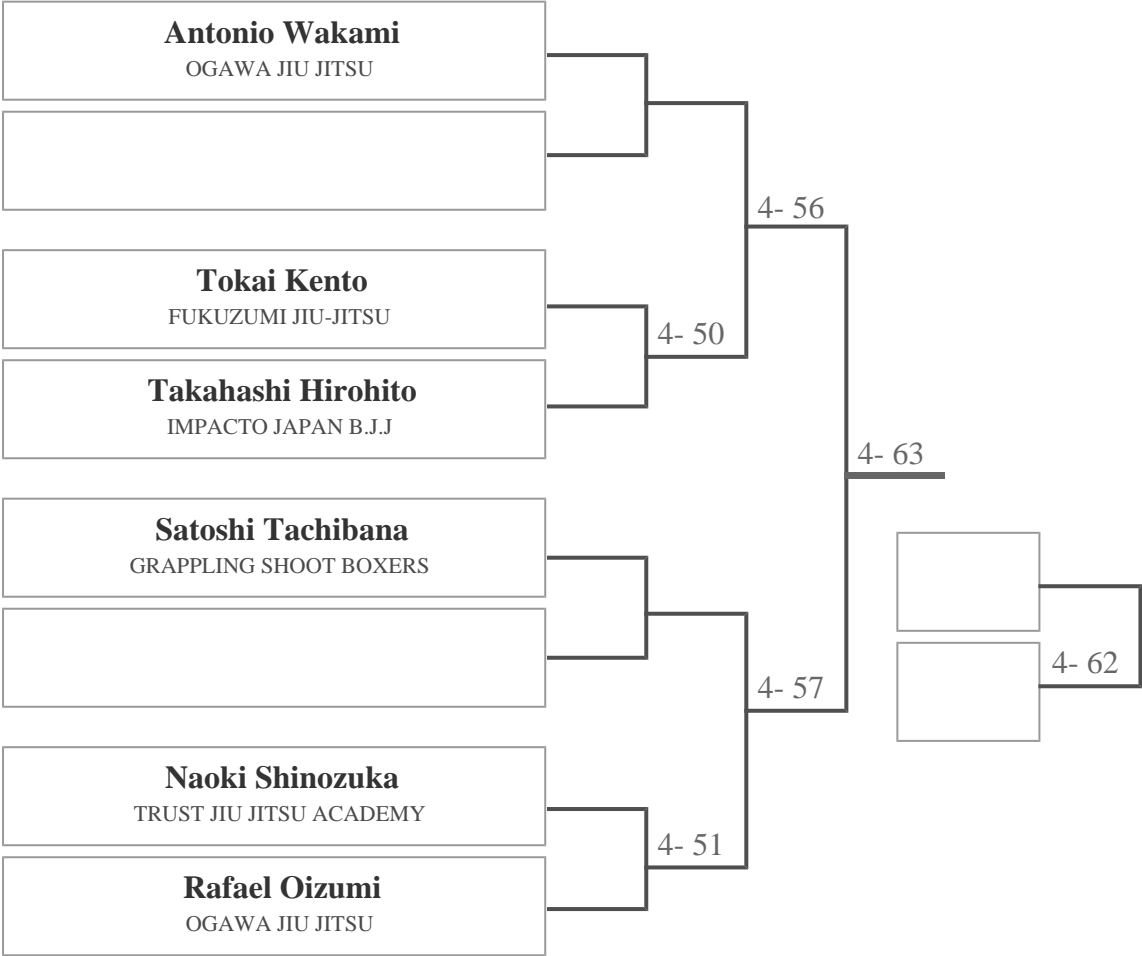 Antonio Wakami
OGAWA JIU JITSU
4- 56
Tokai Kento
FUKUZUMI JIU-JITSU
4- 50
Takahashi Hirohito
IMPACTO JAPAN B.J.J
4- 63
Satoshi Tachibana
GRAPPLING SHOOT BOXERS
4- 62
4- 57
Naoki Shinozuka
TRUST JIU JITSU ACADEMY
4- 51
Rafael Oizumi
OGAWA JIU JITSU